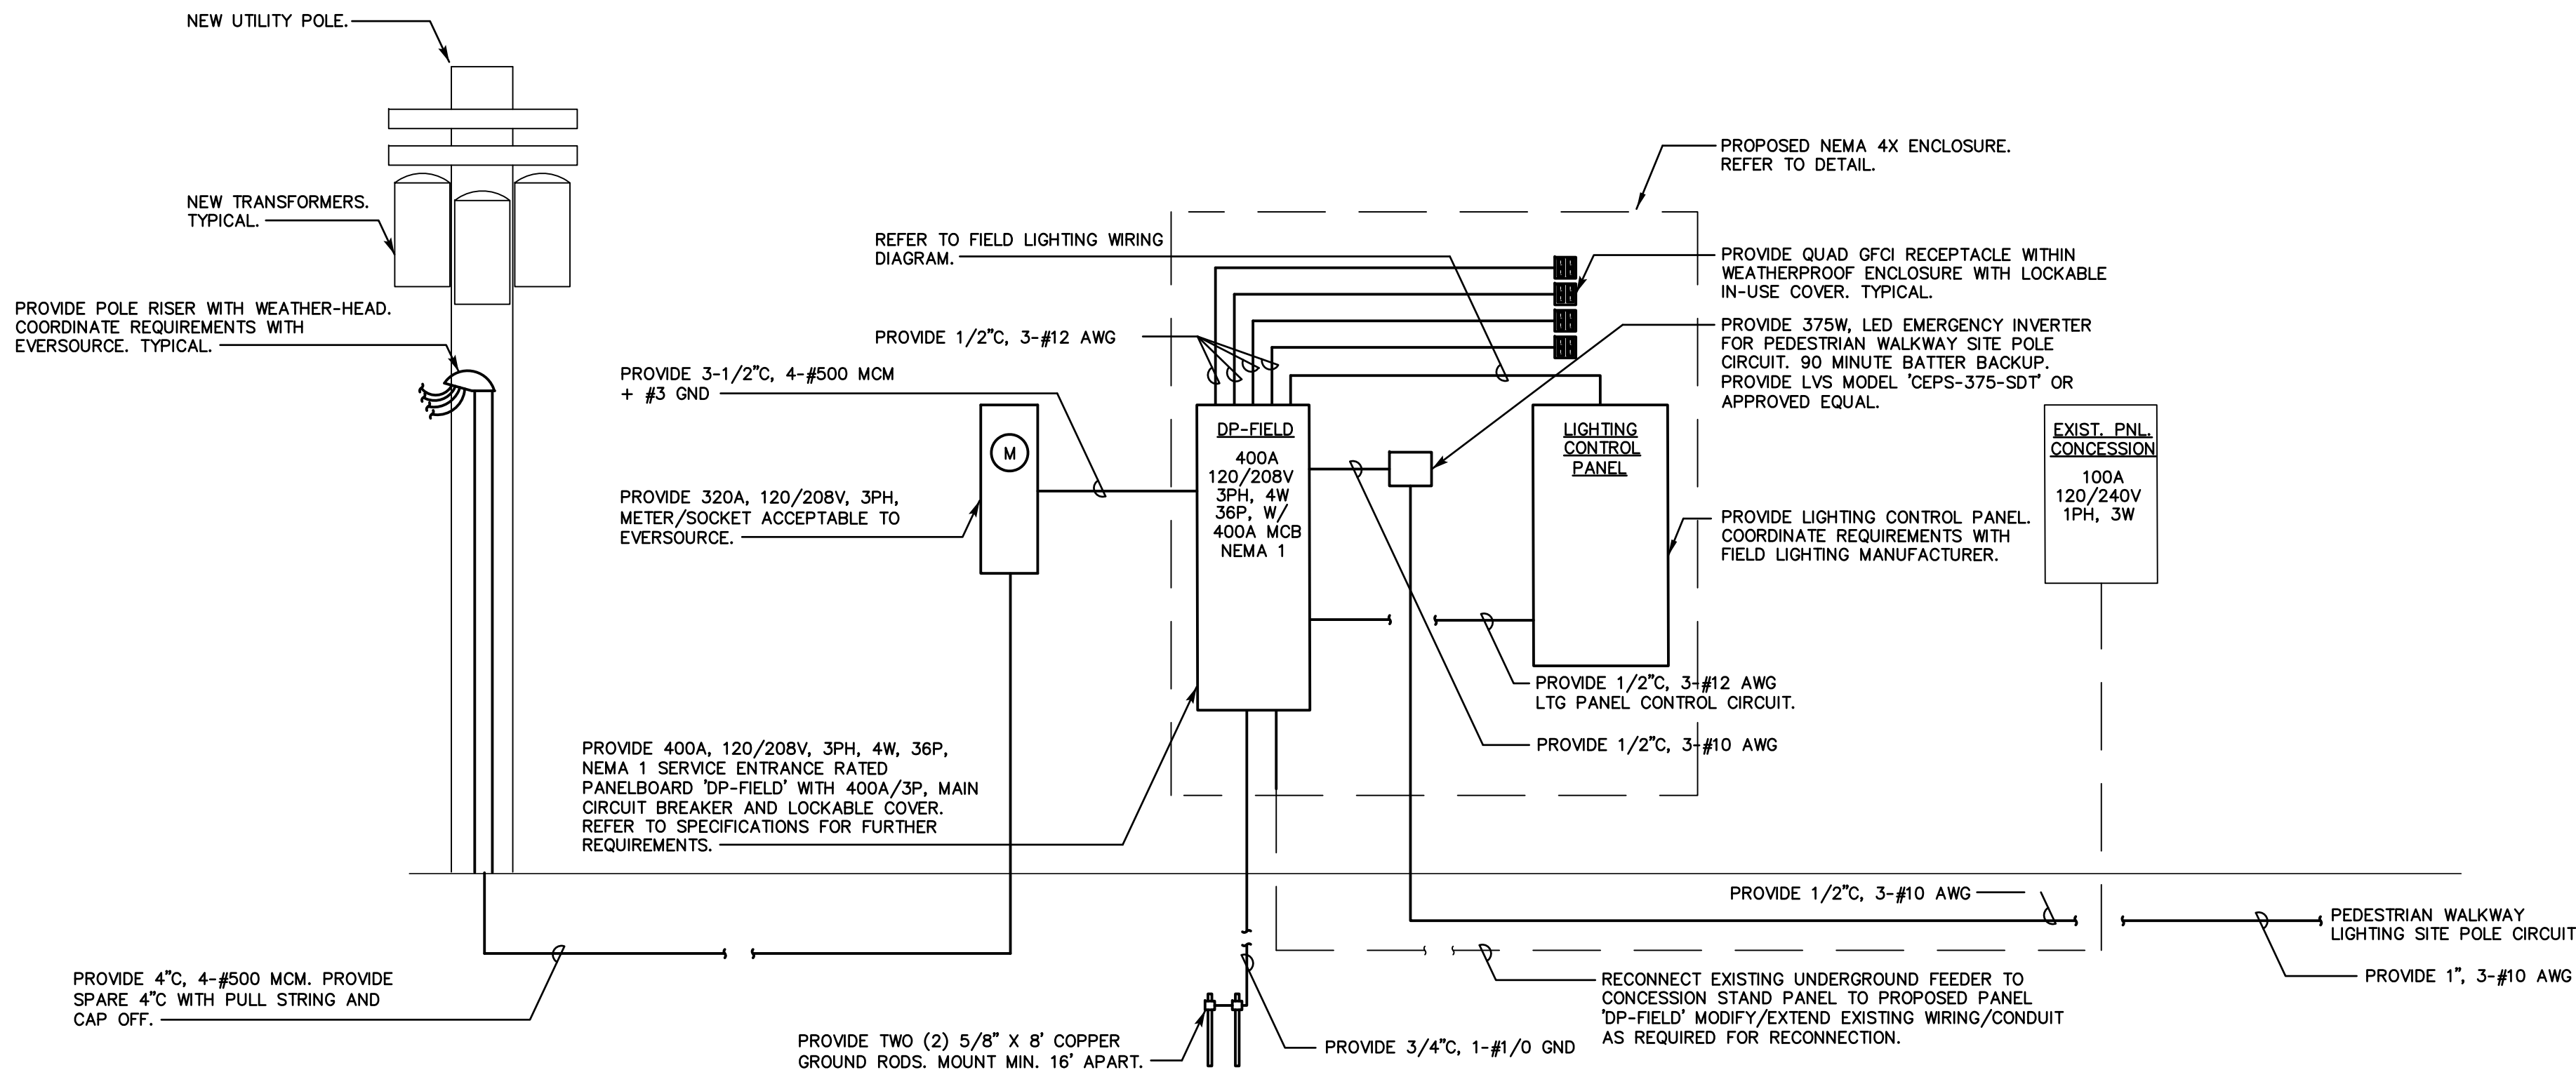 NEW UTILITY POLE.
NEW TRANSFORMERS.
TYPICAL.
PROVIDE POLE RISER WITH WEATHER-HEAD.
COORDINATE REQUIREMENTS WITH
EVERSOURCE. TYPICAL.
PROPOSED NEMA 4X ENCLOSURE.
REFER TO DETAIL.
REFER TO FIELD LIGHTING WIRING
DIAGRAM.
PROVIDE QUAD GFCI RECEPTACLE WITHIN
WEATHERPROOF ENCLOSURE WITH LOCKABLE
IN-USE COVER. TYPICAL.
PROVIDE 1/2"C, 3-#12 AWG
PROVIDE 375W, LED EMERGENCY INVERTER
FOR PEDESTRIAN WALKWAY SITE POLE
CIRCUIT. 90 MINUTE BATTER BACKUP.
PROVIDE LVS MODEL 'CEPS-375-SDT' OR
APPROVED EQUAL.
PROVIDE 3-1/2"C, 4-#500 MCM
+ #3 GND
M
DP-FIELD
400A
120/208V
3PH, 4W
36P, W/
400A MCB
NEMA 1
LIGHTING
CONTROL
PANEL
EXIST. PNL.
CONCESSION
100A
120/240V
1PH, 3W
PROVIDE 320A, 120/208V, 3PH,
METER/SOCKET ACCEPTABLE TO
EVERSOURCE.
PROVIDE LIGHTING CONTROL PANEL.
COORDINATE REQUIREMENTS WITH
FIELD LIGHTING MANUFACTURER.
PROVIDE 1/2"C, 3-#12 AWG
LTG PANEL CONTROL CIRCUIT.
PROVIDE 1/2"C, 3-#10 AWG
PROVIDE 400A, 120/208V, 3PH, 4W, 36P,
NEMA 1 SERVICE ENTRANCE RATED
PANELBOARD 'DP-FIELD' WITH 400A/3P, MAIN
CIRCUIT BREAKER AND LOCKABLE COVER.
REFER TO SPECIFICATIONS FOR FURTHER
REQUIREMENTS.
PROVIDE 1/2"C, 3-#10 AWG
PEDESTRIAN WALKWAY
LIGHTING SITE POLE CIRCUIT
PROVIDE 1", 3-#10 AWG
PROVIDE 4"C, 4-#500 MCM. PROVIDE
SPARE 4"C WITH PULL STRING AND
CAP OFF.
RECONNECT EXISTING UNDERGROUND FEEDER TO
CONCESSION STAND PANEL TO PROPOSED PANEL
'DP-FIELD' MODIFY/EXTEND EXISTING WIRING/CONDUIT
AS REQUIRED FOR RECONNECTION.
PROVIDE TWO (2) 5/8" X 8' COPPER
GROUND RODS. MOUNT MIN. 16' APART.
PROVIDE 3/4"C, 1-#1/0 GND